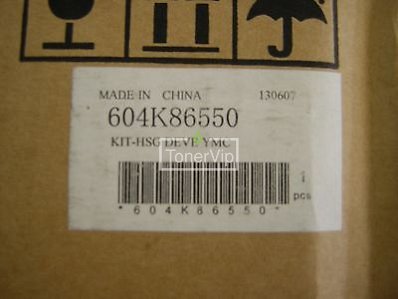 MADE IN CHINA 130607
604K86550
KIT-HSG DEVE YMC
TonerVip
1
pcs
*604K86550*